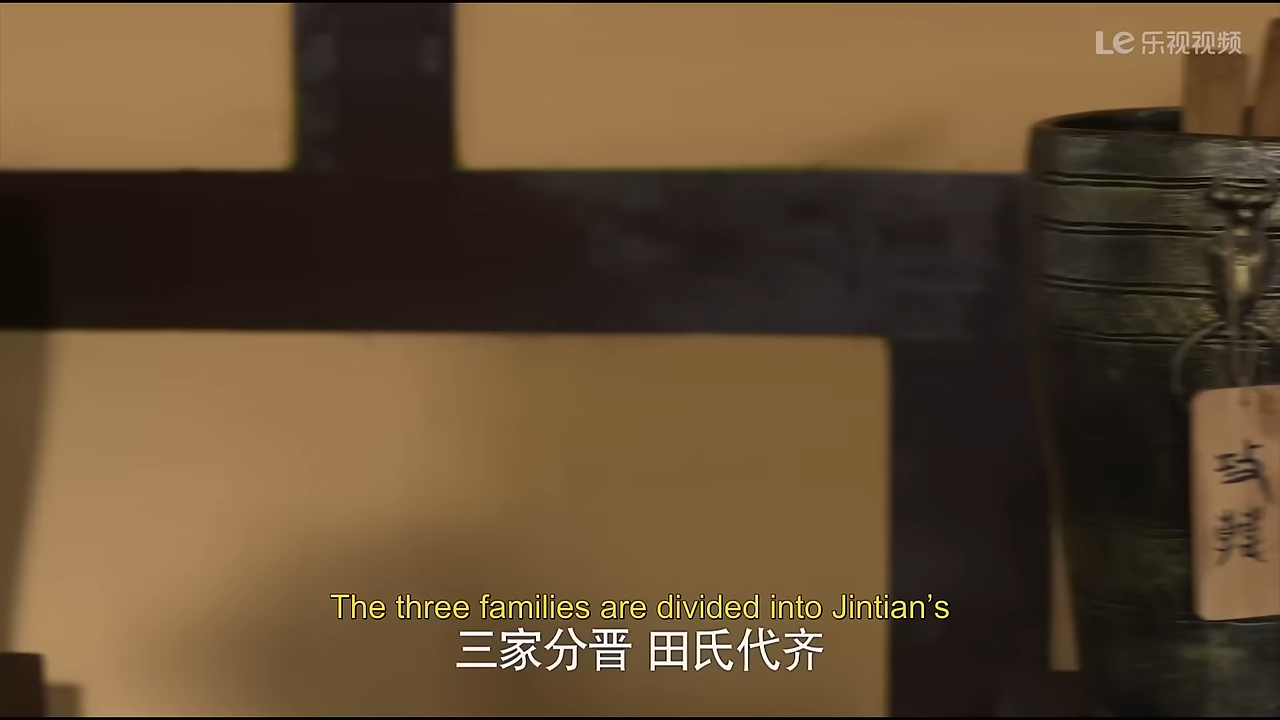 Le 乐视视频
The three families are divided into Jintian’s
三家分晋 田氏代齐